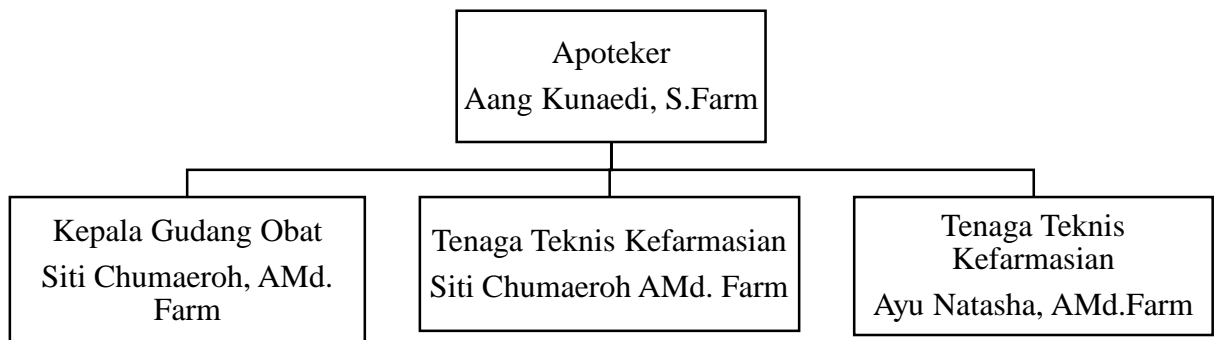 Apoteker
Aang Kunaedi, S.Farm
Kepala Gudang Obat
Siti Chumaeroh, AMd.
Farm
Tenaga Teknis Kefarmasian
Siti Chumaeroh AMd. Farm
Tenaga Teknis
Kefarmasian
Ayu Natasha, AMd.Farm